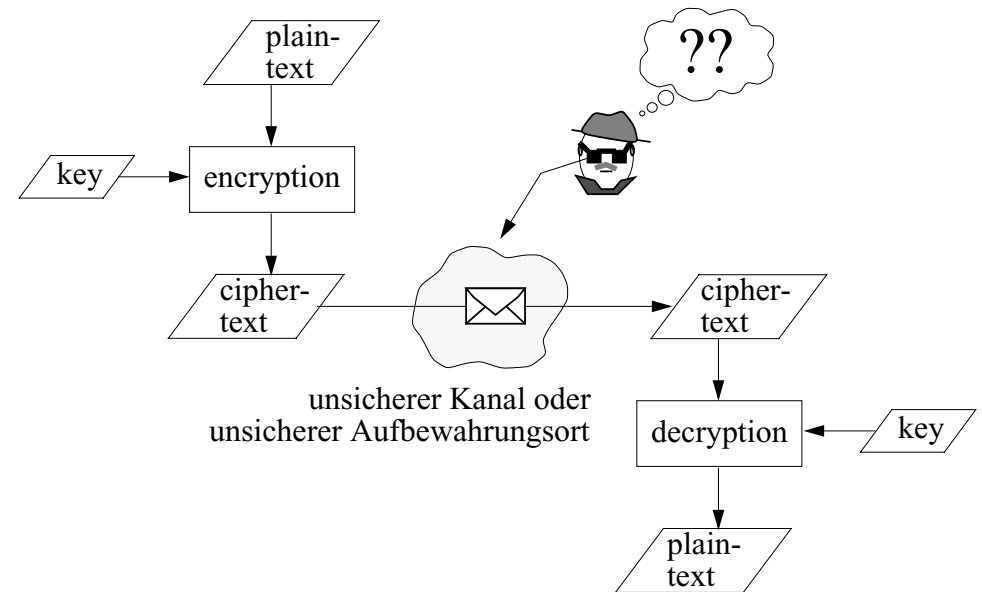 ??
plain-
text
key
encryption
cipher-
text
cipher-
text
unsicherer Kanal oder
unsicherer Aufbewahrungsort
decryption
key
plain-
text